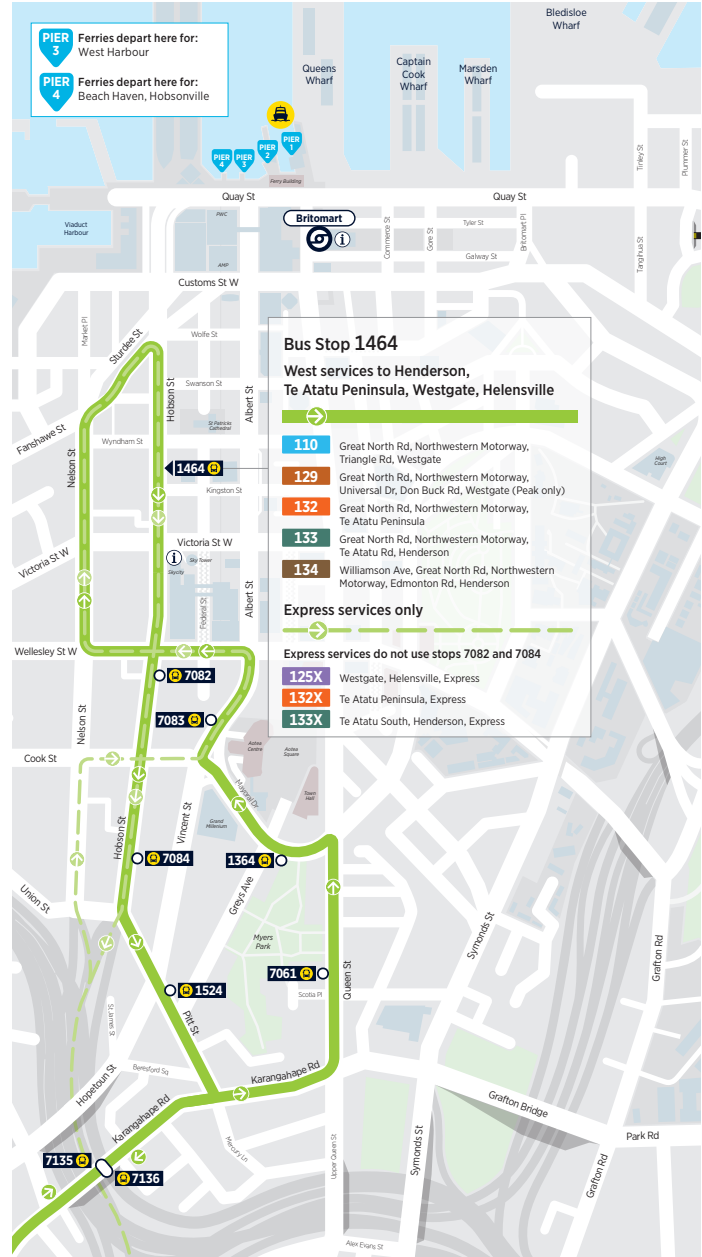 Bledisloe
Wharf
PIER
3
Ferries depart here for:
West Harbour
PIER
4
Ferries depart here for:
Beach Haven, Hobsonville
Queens
Wharf
Captain
Cook
Wharf
Marsden
Wharf
PIER
4
PIER
3
PIER
2
PIER
1
Ferry Building
Tinley St
Plummer St
Quay St
Quay St
Viaduct
Harbour
PWC
Britomart
i
Commerce St
Gore St
Tyler St
Galway St
Britomart Pl
Tangihua St
AMP
Customs St W
Market Pl
Sturdee St
Wolfe St
Hobson St
Swanson St
Albert St
St Patricks
Cathedral
Fanshawe St
Nelson St
Wyndham St
1464
Kingston St
Victoria St W
Victoria St W
i
Sky Tower
Skycity
Federal St
Albert St
High
Court
Bus Stop 1464
West services to Henderson,
Te Atatu Peninsula, Westgate, Helensville
110 Great North Rd, Northwestern Motorway,
Triangle Rd, Westgate
129 Great North Rd, Northwestern Motorway,
Universal Dr, Don Buck Rd, Westgate (Peak only)
132 Great North Rd, Northwestern Motorway,
Te Atatu Peninsula
133 Great North Rd, Northwestern Motorway,
Te Atatu Rd, Henderson
134 Williamson Ave, Great North Rd, Northwestern
Motorway, Edmonton Rd, Henderson
Express services only
Express services do not use stops 7082 and 7084
125X Westgate, Helensville, Express
132X Te Atatu Peninsula, Express
133X Te Atatu South, Henderson, Express
Wellesley St W
7082
7083
Nelson St
Cook St
Aotea
Centre
Aotea
Square
Mayoral Dr
Town
Hall
Grand
Millenium
Vincent St
Hobson St
7084
1364
Greys Ave
Union St
Myers
Park
Symonds St
Grafton Rd
7061
Queen St
Scotia Pl
1524
Pitt St
St James St
Beresford Sq
Hopetoun St
Karangahape Rd
Karangahape Rd
Grafton Bridge
Park Rd
Mercury Ln
Upper Queen St
Symonds St
Grafton Rd
7135
7136
Alex Evans St